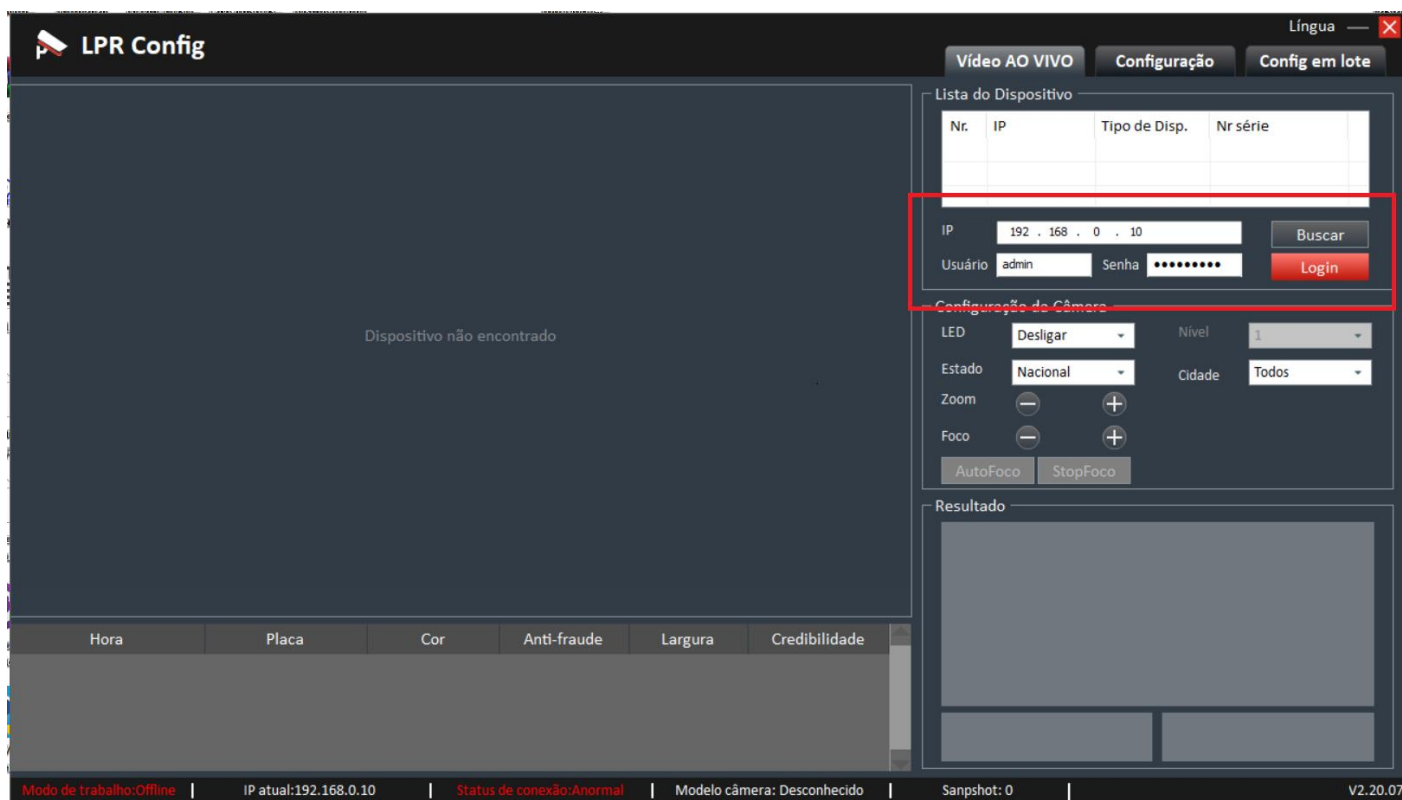 Língua
LPR Config
Vídeo AO VIVO Configuração Config em lote
Lista do Dispositivo
Nr. IP Tipo de Disp. Nr série
IP 192 . 168 . 0 . 10 Buscar
Usuário admin Senha ••••••••• Login
Configuração da Câmera
LED Desligar Nível 1
Estado Nacional Cidade Todos
Zoom
Foco
AutoFoco StopFoco
Dispositivo não encontrado
Resultado
Hora Placa Cor Anti-fraude Largura Credibilidade
Modo de trabalho:Offline IP atual:192.168.0.10 Status de conexão:Anormal Modelo câmera: Desconhecido Sanpshot: 0 V2.20.07